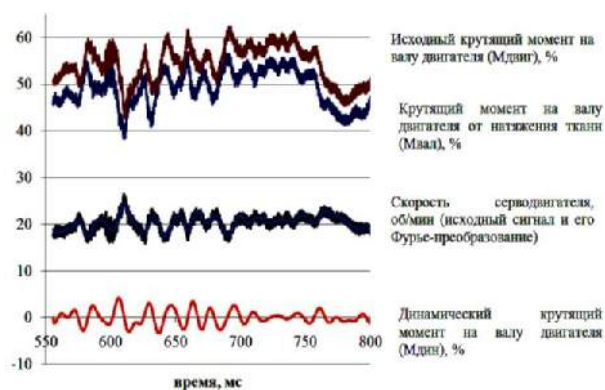 60
50
40
30
20
10
0
550 600 650 700 750 800
-10
время, мс
Исходный крутящий момент на
валу двигателя (Мдвиг), %
Крутящий момент на валу
двигателя от натяжения ткани
(Мвал), %
Скорость серводвигателя,
об/мин (исходный сигнал и его
Фурье-преобразование)
Динамический крутящий
момент на валу двигателя
(Мдин), %